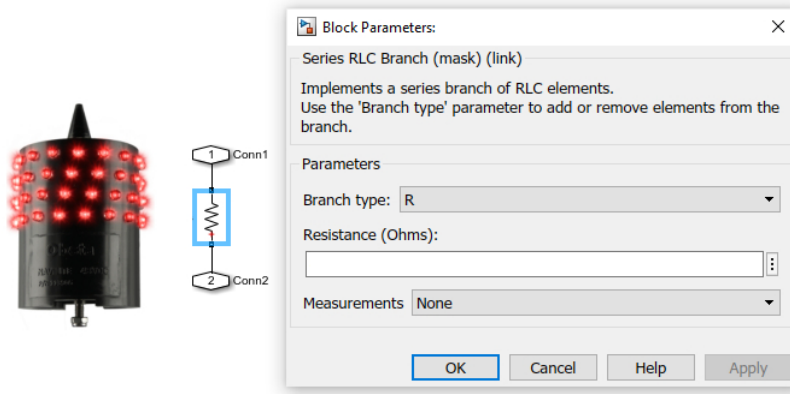 Block Parameters:
Series RLC Branch (mask) (link)
Implements a series branch of RLC elements.
Use the 'Branch type' parameter to add or remove elements from the
branch.
Parameters
Branch type: R
Resistance (Ohms):
Measurements None
OK Cancel Help Apply
1 Conn1
2 Conn2